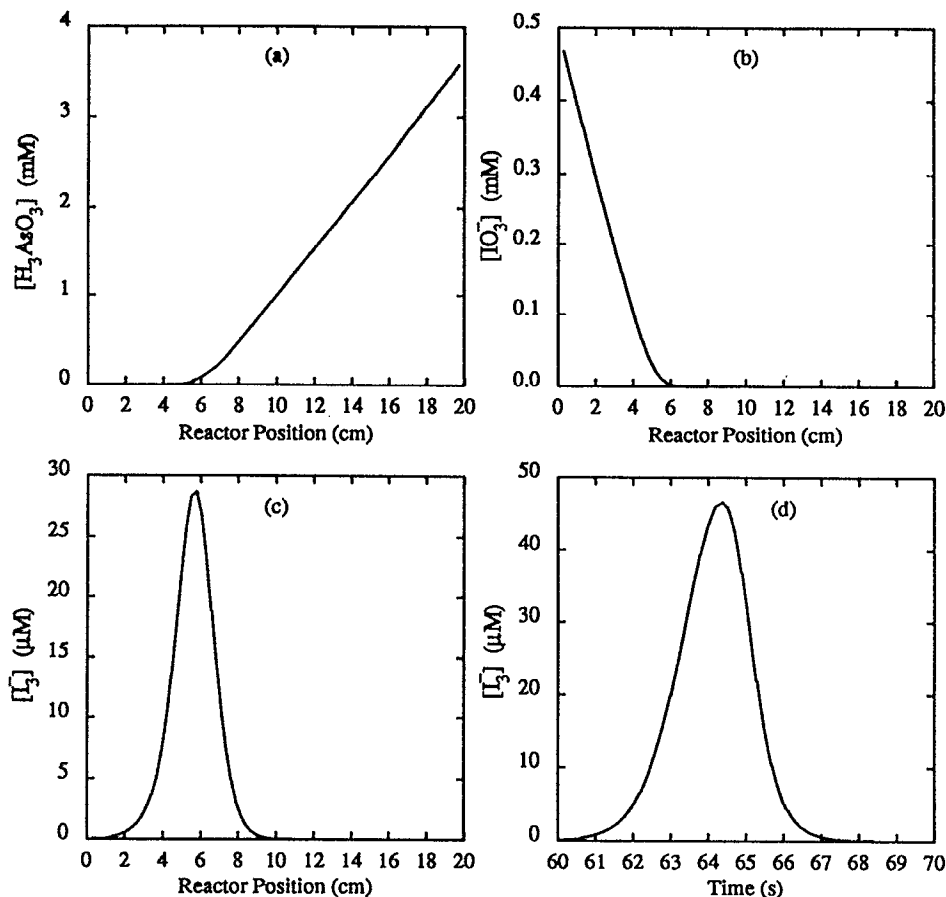 (a)
[H₃AsO₃] (mM)
4
3
2
1
0
0 2 4 6 8 10 12 14 16 18 20
Reactor Position (cm)
(b)
[IO₃⁻] (mM)
0.5
0.4
0.3
0.2
0.1
0.0
0 2 4 6 8 10 12 14 16 18 20
Reactor Position (cm)
(c)
[I₃⁻] (μM)
30
25
20
15
10
5
0
0 2 4 6 8 10 12 14 16 18 20
Reactor Position (cm)
(d)
[I₃⁻] (μM)
50
40
30
20
10
0
60 61 62 63 64 65 66 67 68 69 70
Time (s)